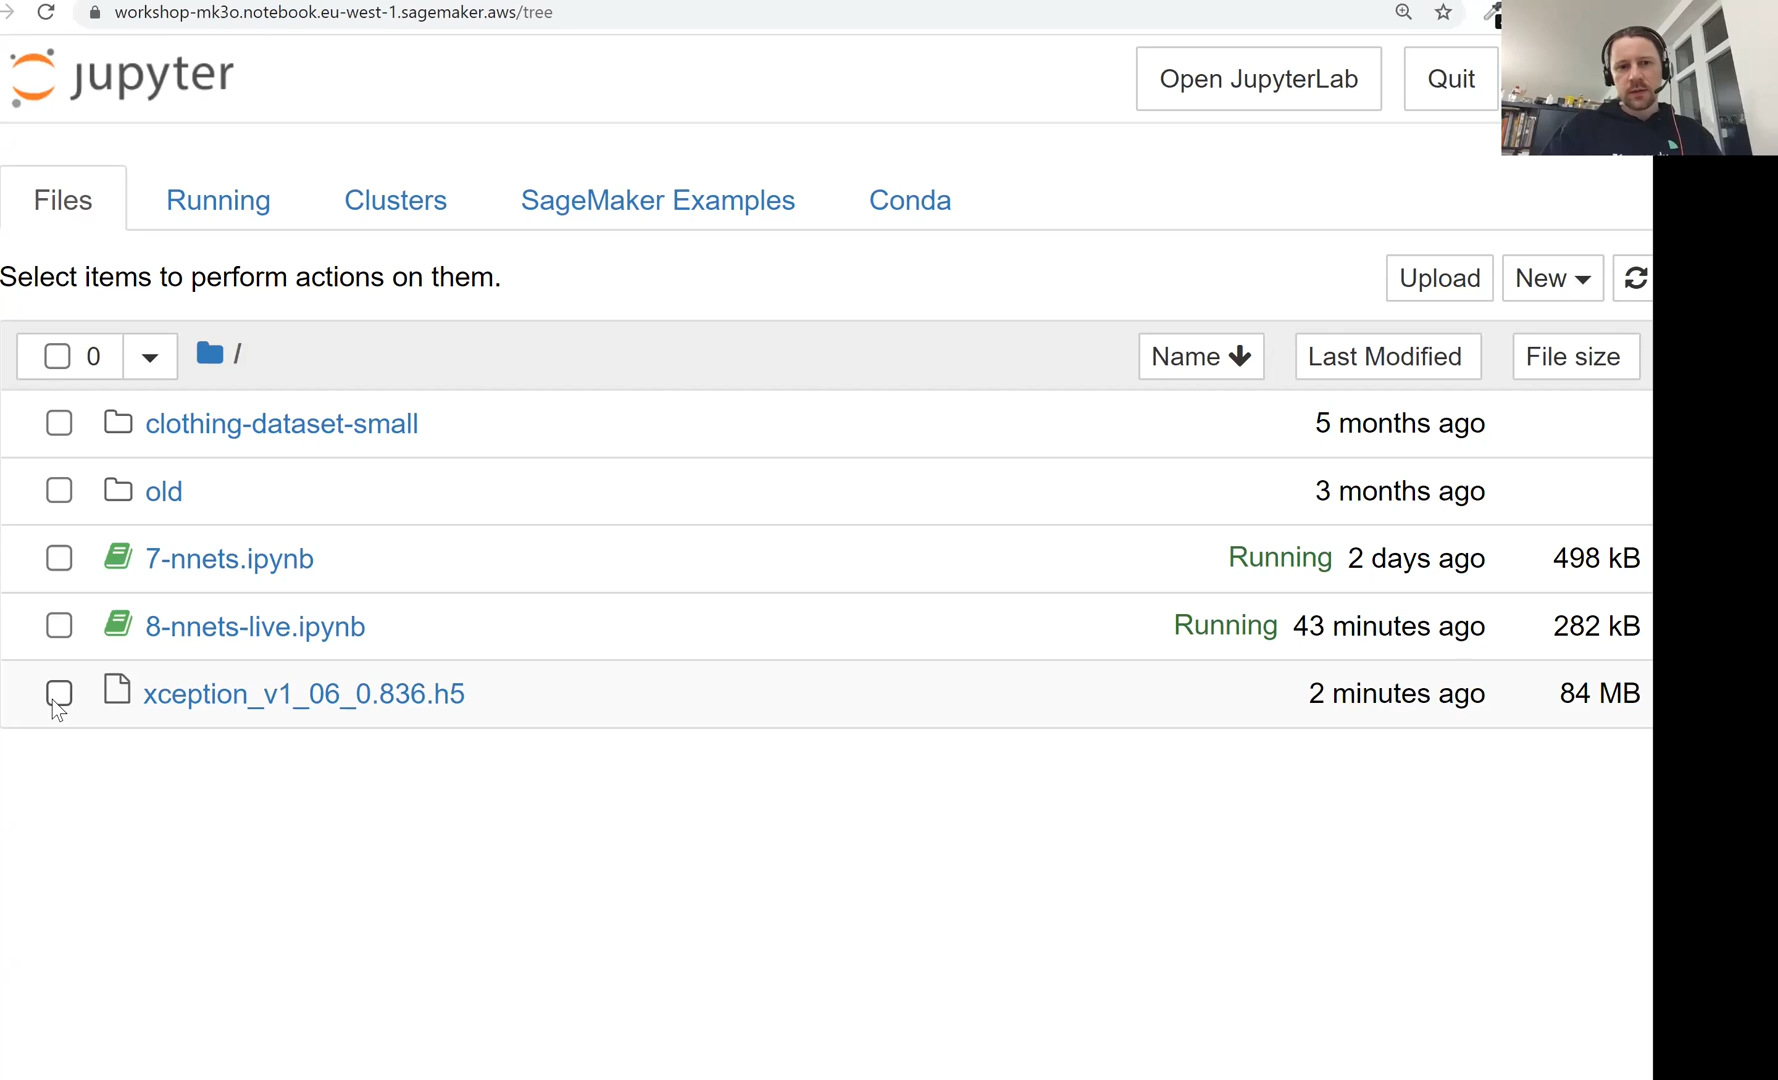 workshop-mk3o.notebook.eu-west-1.sagemaker.aws/tree
jupyter
Open JupyterLab
Quit
Files
Running
Clusters
SageMaker Examples
Conda
Select items to perform actions on them.
Upload
New
0
/
Name
Last Modified
File size
clothing-dataset-small 5 months ago
old 3 months ago
7-nnets.ipynb Running 2 days ago 498 kB
8-nnets-live.ipynb Running 43 minutes ago 282 kB
xception_v1_06_0.836.h5 2 minutes ago 84 MB